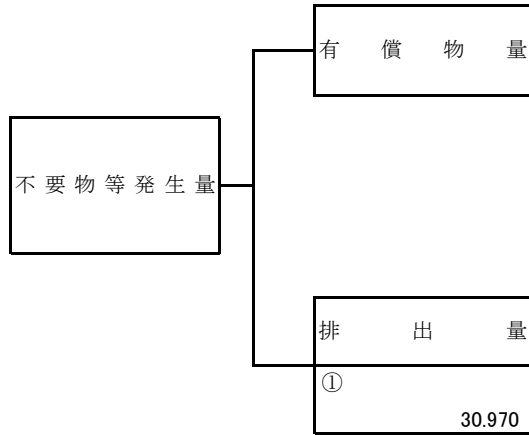 有償物量
不要物等発生量
排出量
①
30.970